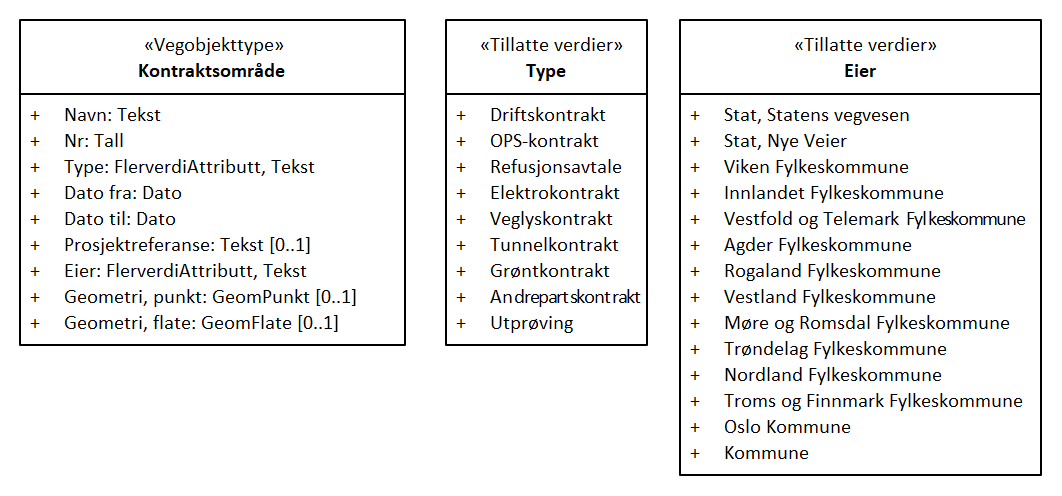 «Vegobjekttype»
Kontraktsområde
+ Navn: Tekst
+ Nr: Tall
+ Type: FlerverdiAttributt, Tekst
+ Dato fra: Dato
+ Dato til: Dato
+ Prosjektreferanse: Tekst [0..1]
+ Eier: FlerverdiAttributt, Tekst
+ Geometri, punkt: GeomPunkt [0..1]
+ Geometri, flate: GeomFlate [0..1]
«Tillatte verdier»
Type
+ Driftskontrakt
+ OPS-kontrakt
+ Refusjonsavtale
+ Elektrokontrakt
+ Veglyskontrakt
+ Tunnelkontrakt
+ Grøntkontrakt
+ Andrepartskontrakt
+ Utprøving
«Tillatte verdier»
Eier
+ Stat, Statens vegvesen
+ Stat, Nye Veier
+ Viken Fylkeskommune
+ Innlandet Fylkeskommune
+ Vestfold og Telemark Fylkeskommune
+ Agder Fylkeskommune
+ Rogaland Fylkeskommune
+ Vestland Fylkeskommune
+ Møre og Romsdal Fylkeskommune
+ Trøndelag Fylkeskommune
+ Nordland Fylkeskommune
+ Troms og Finnmark Fylkeskommune
+ Oslo Kommune
+ Kommune